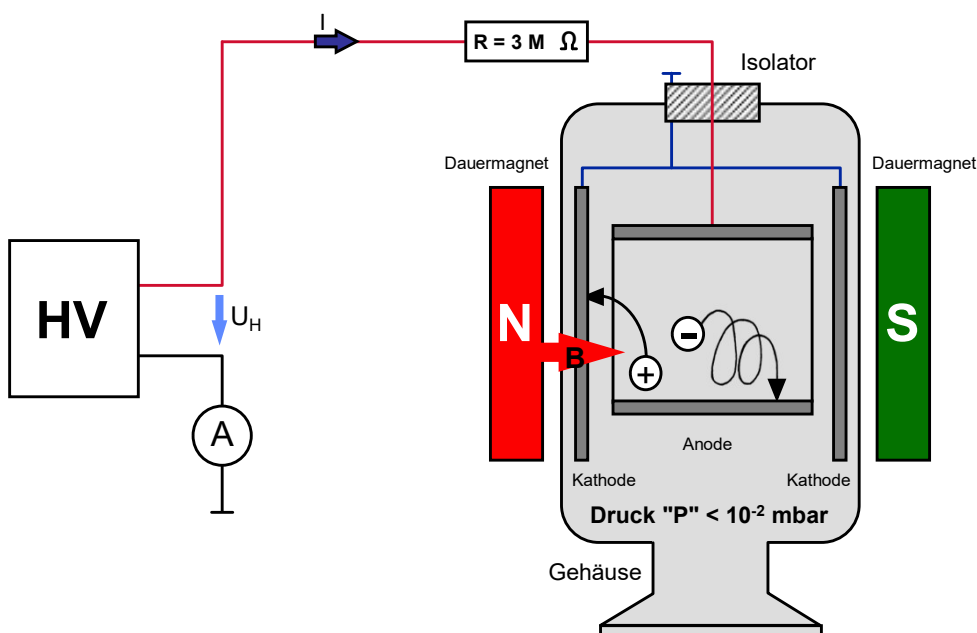 I
R = 3 M Ω
Isolator
Dauermagnet
Dauermagnet
HV
U_H
N
B
S
-
+
A
Anode
Kathode
Kathode
Druck "P" < 10⁻² mbar
Gehäuse